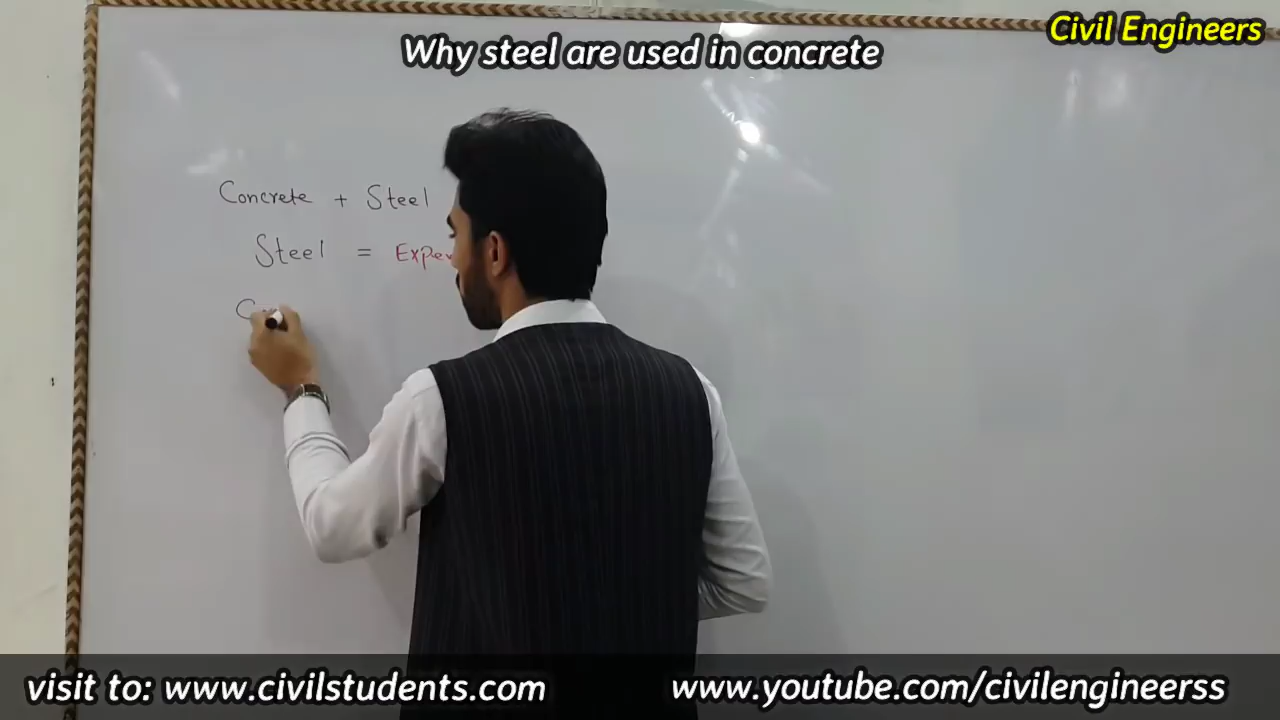 Civil Engineers
Why steel are used in concrete
Concrete + Steel
Steel =
visit to: www.civilstudents.com
www.youtube.com/civilengineerss